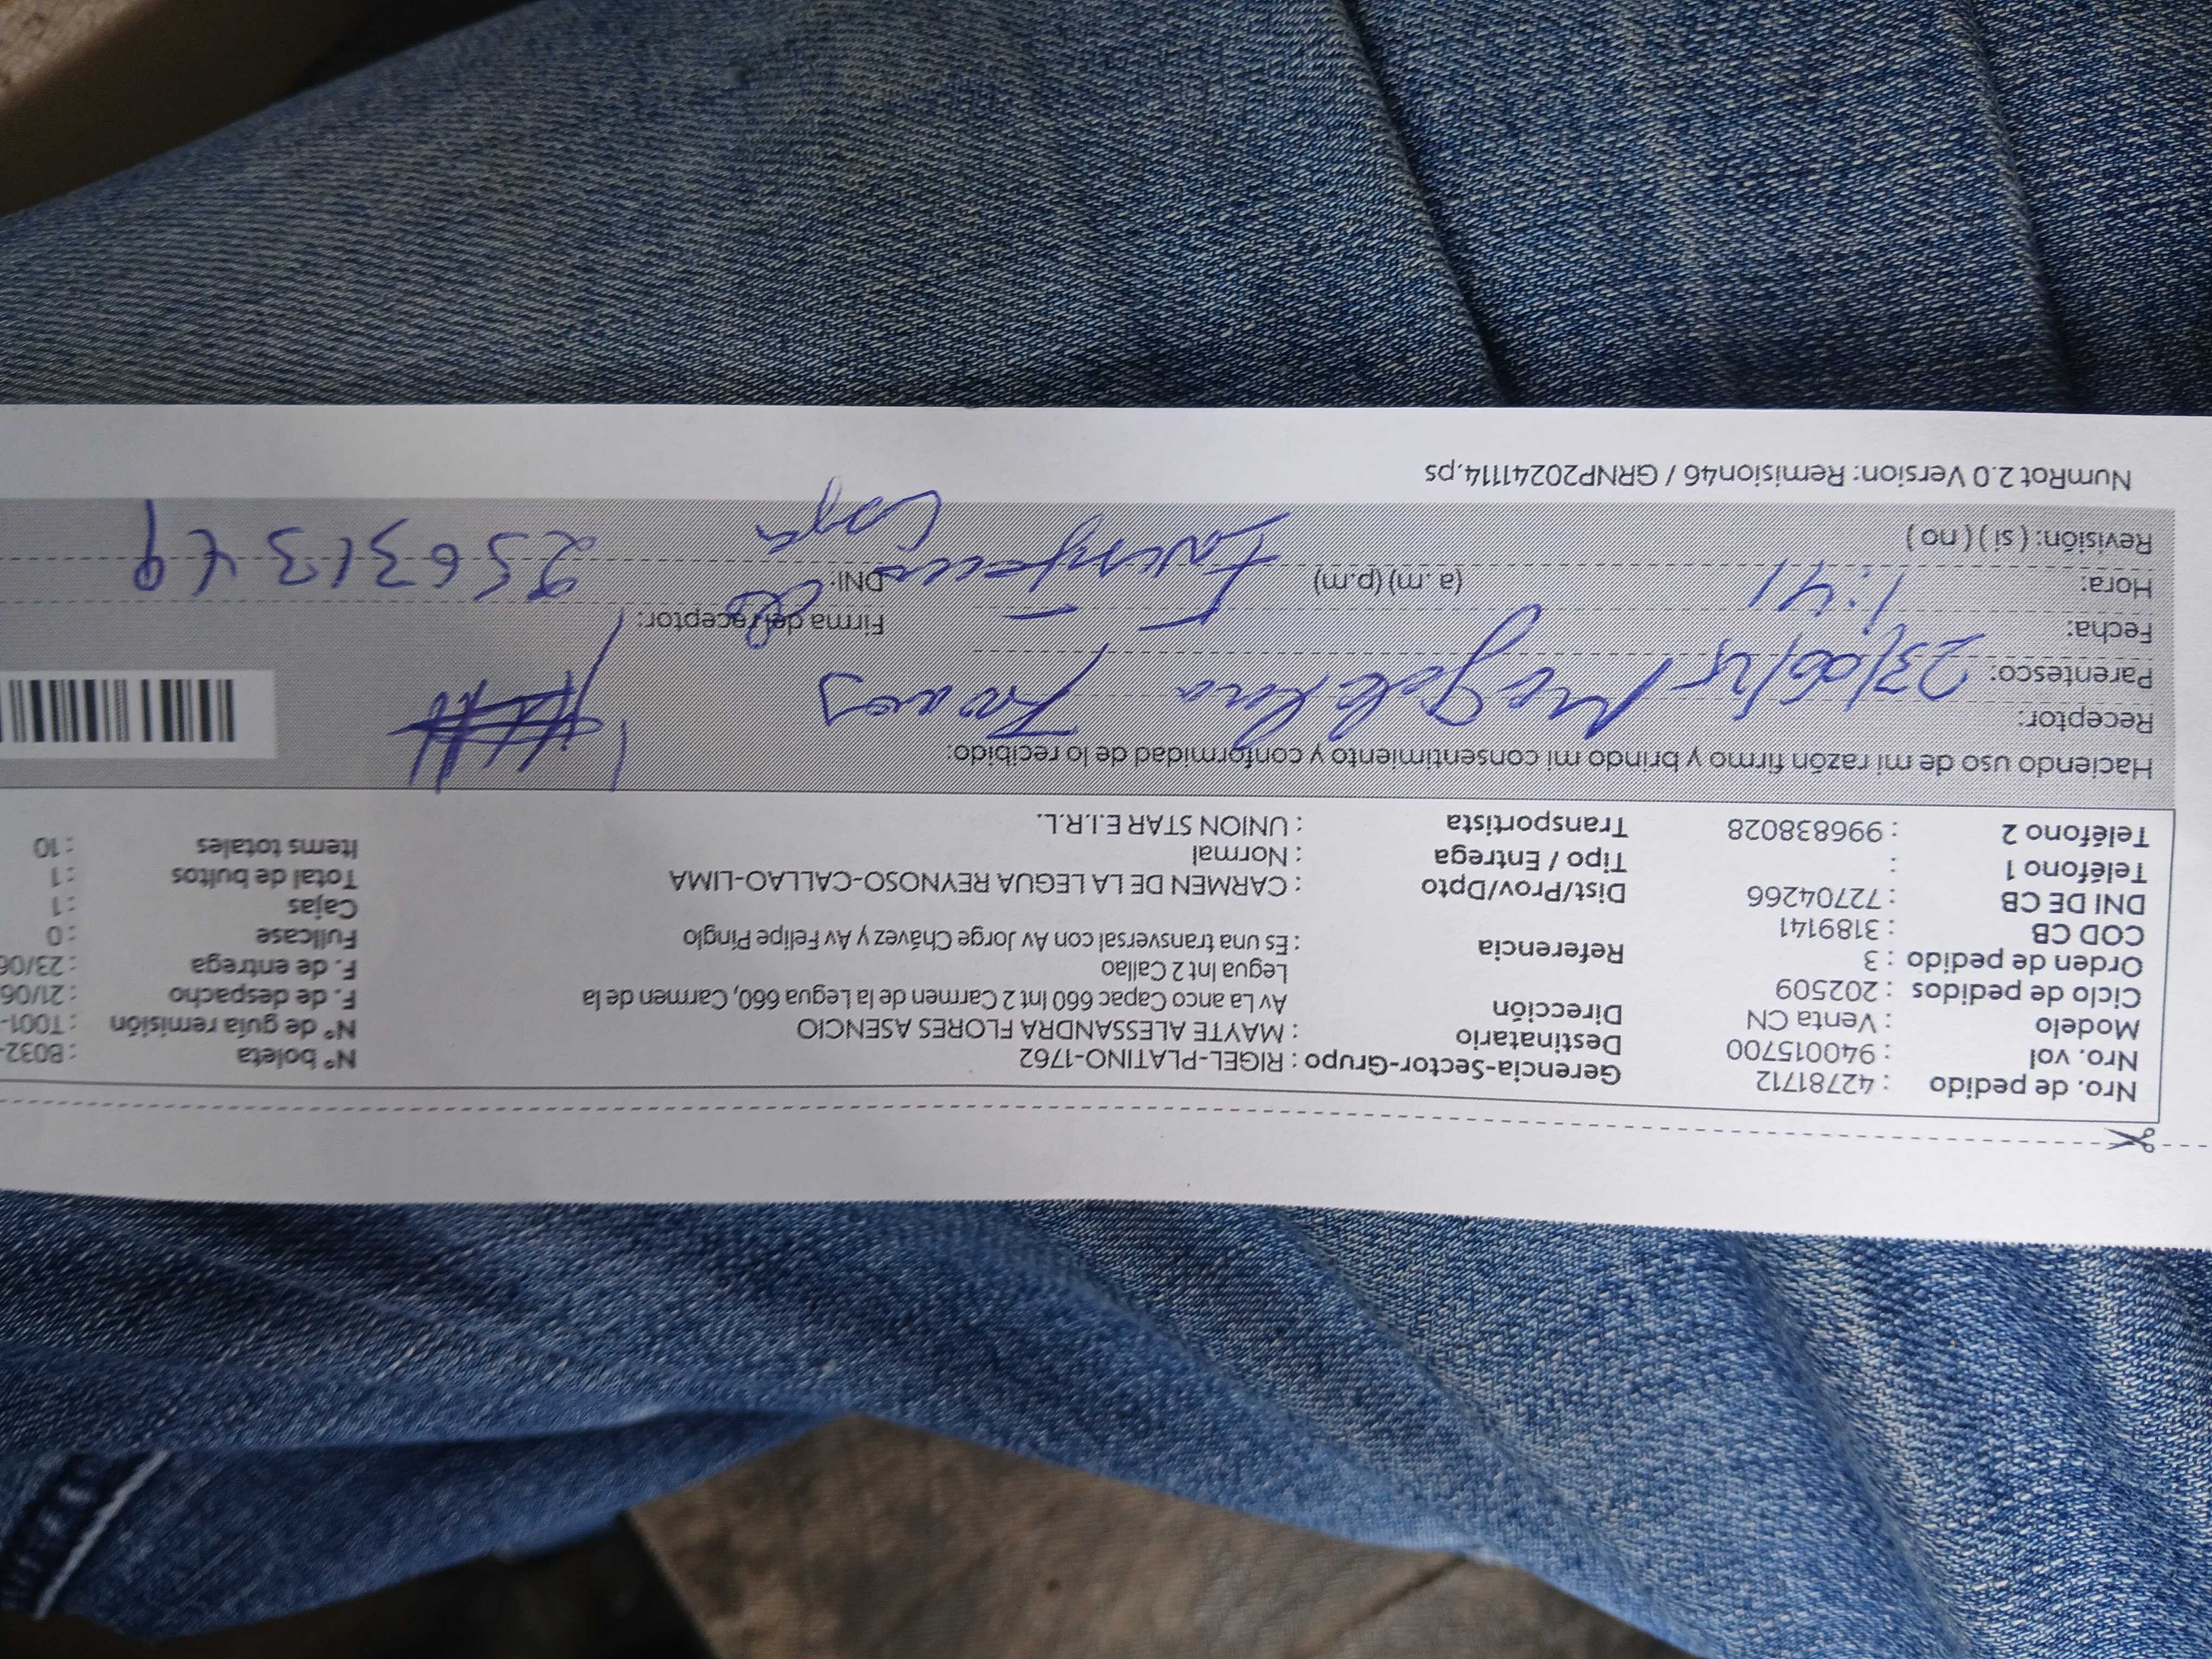 Nro. de pedido : 42781712 Gerencia-Sector-Grupo : RIGEL-PLATINO-1762 N° boleta : B032-
Nro. vol : 940015700 Destinatario : MAYTE ALESSANDRA FLORES ASENCIO N° de guía remisión : T001-
Modelo : Venta CN Dirección Av La anco Capac 660 Int 2 Carmen de la Legua 660, Carmen de la F. de despacho : 21/06
Ciclo de pedidos : 202509 Legua Int 2 Callao F. de entrega : 23/06
Orden de pedido : 3 Referencia : Es una transversal con Av Jorge Chávez y Av Felipe Pinglo Fullcase : 0
COD CB : 3189141 Cajas : 1
DNI DE CB : 72704266 Dist/Prov/Dpto : CARMEN DE LA LEGUA REYNOSO-CALLAO-LIMA Total de bultos : 1
Teléfono 1 : Tipo / Entrega : Normal Items totales : 10
Teléfono 2 : 996838028 Transportista : UNION STAR E.I.R.L.
Haciendo uso de mi razón firmo y brindo mi consentimiento y conformidad de lo recibido:
Receptor:
Parentesco: 23/06/25
Fecha: Firma del receptor:
Hora: 1:41 (a. m) (p.m) DNI:
Revisión: ( si ) ( no )
NumRot 2.0 Version: Remision46 / GRNP20241114.ps